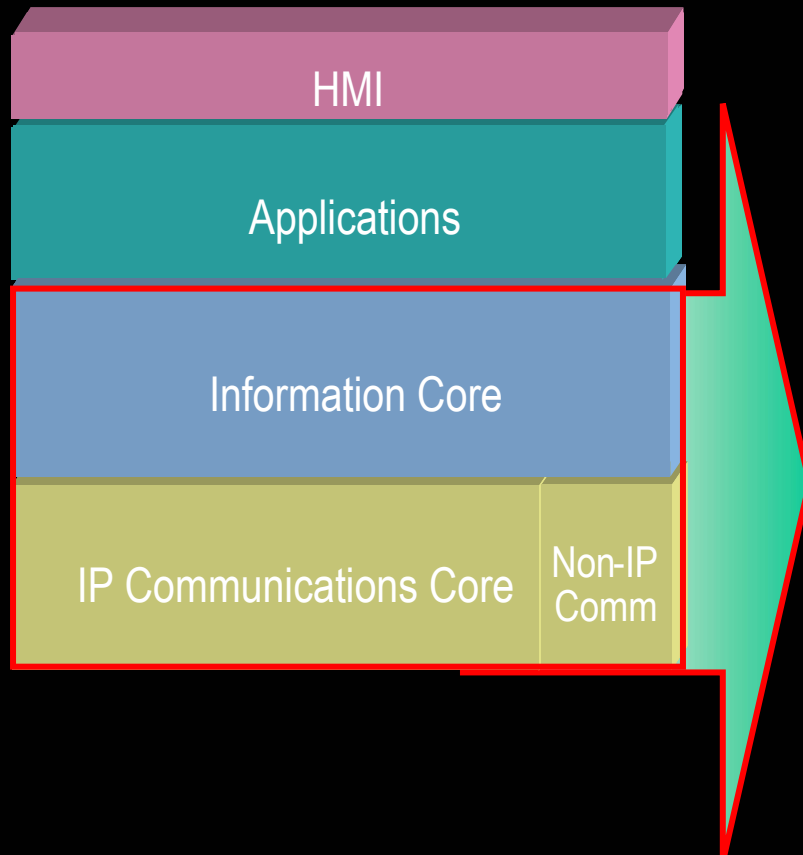 HMI
Applications
Information Core
IP Communications Core
Non-IP
Comm